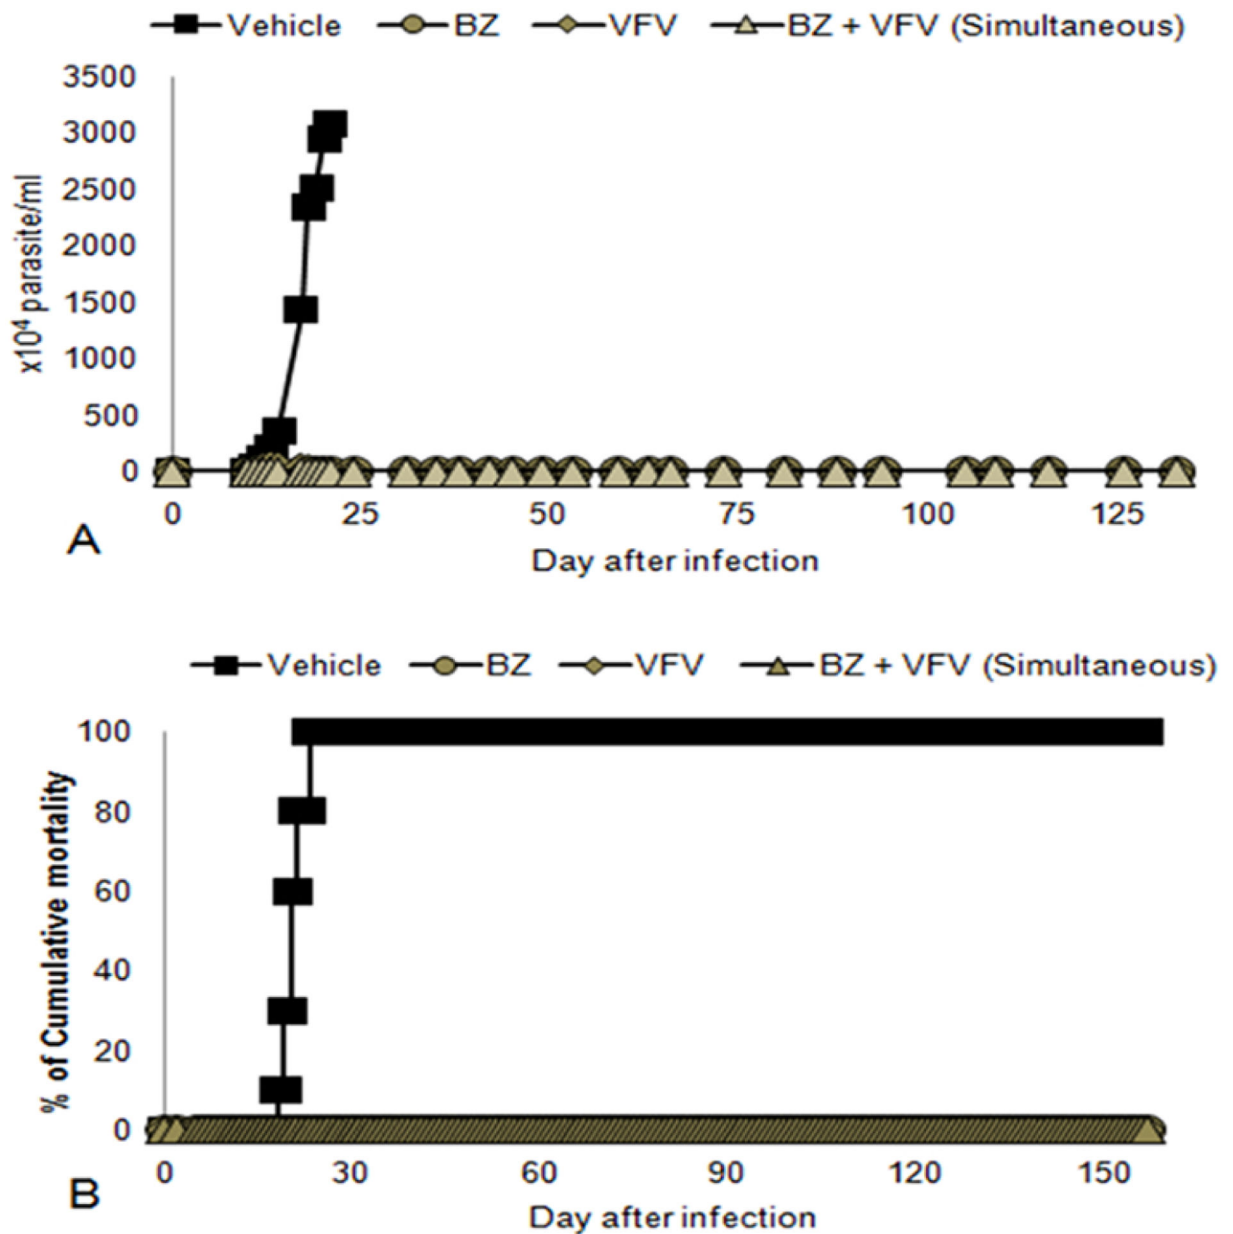 Vehicle BZ VFV BZ + VFV (Simultaneous)
3500
3000
2500
2000
1500
1000
500
0
x10⁴ parasite/ml
0 25 50 75 100 125
A
Day after infection
Vehicle BZ VFV BZ + VFV (Simultaneous)
100
80
60
40
20
0
% of Cumulative mortality
0 30 60 90 120 150
B
Day after infection